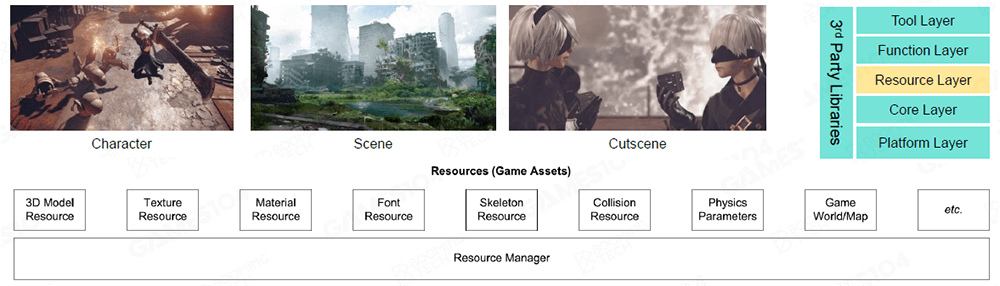 Character
Scene
Cutscene
3rd Party Libraries
Tool Layer
Function Layer
Resource Layer
Core Layer
Platform Layer
Resources (Game Assets)
3D Model
Resource
Texture
Resource
Material
Resource
Font
Resource
Skeleton
Resource
Collision
Resource
Physics
Parameters
Game
World/Map
etc.
Resource Manager
GAMES104